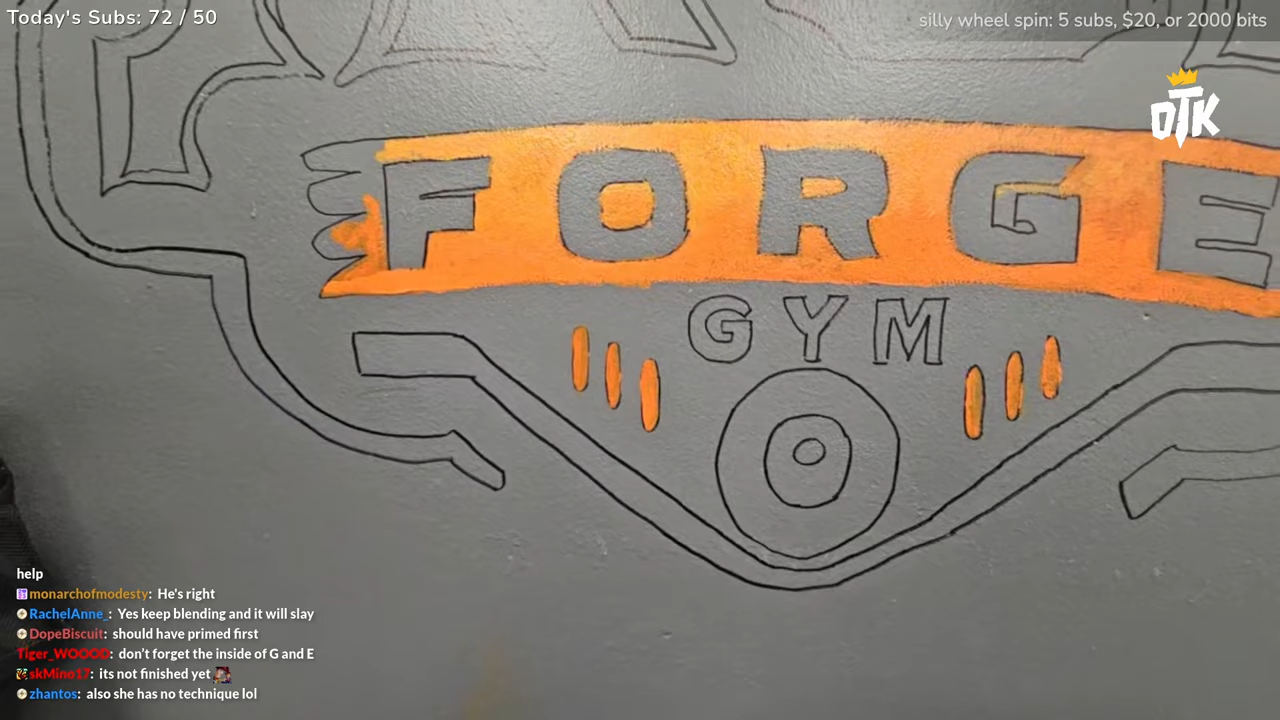 Today's Subs: 72 / 50
silly wheel spin: 5 subs, $20, or 2000 bits
OTK
FORGE
GYM
help
monarchofmodesty: He's right
RachelAnne_: Yes keep blending and it will slay
DopeBiscuit: should have primed first
Tiger_WOOOD: don't forget the inside of G and E
skMino17: its not finished yet
zhantos: also she has no technique lol